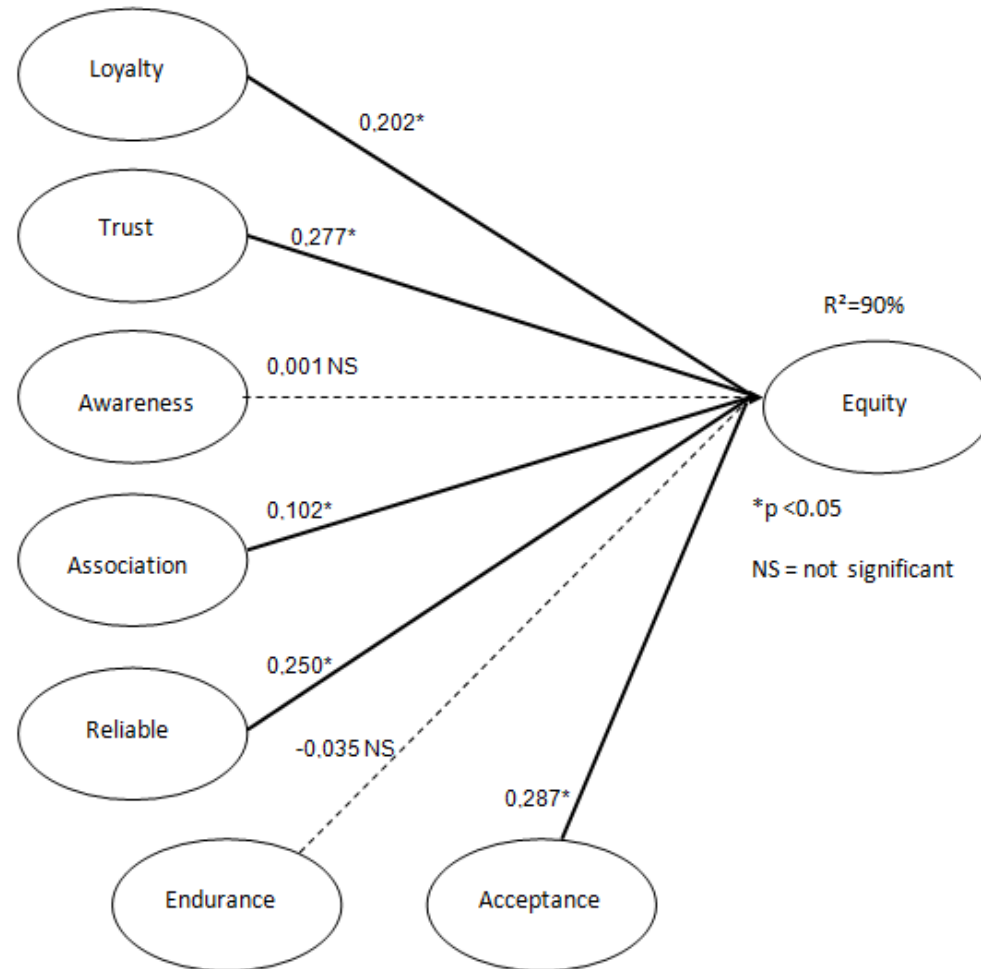 Loyalty
0,202*
Trust
0,277*
R²=90%
0,001 NS
Awareness
Equity
0,102*
*p <0.05
Association
NS = not significant
0,250*
Reliable
-0,035 NS
0,287*
Endurance
Acceptance